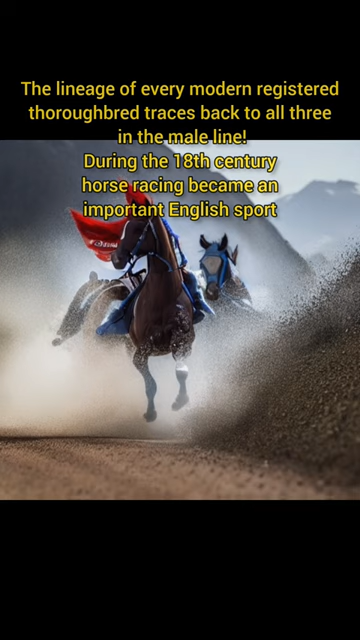 The lineage of every modern registered
thoroughbred traces back to all three
in the male line!
During the 18th century
horse racing became an
important English sport